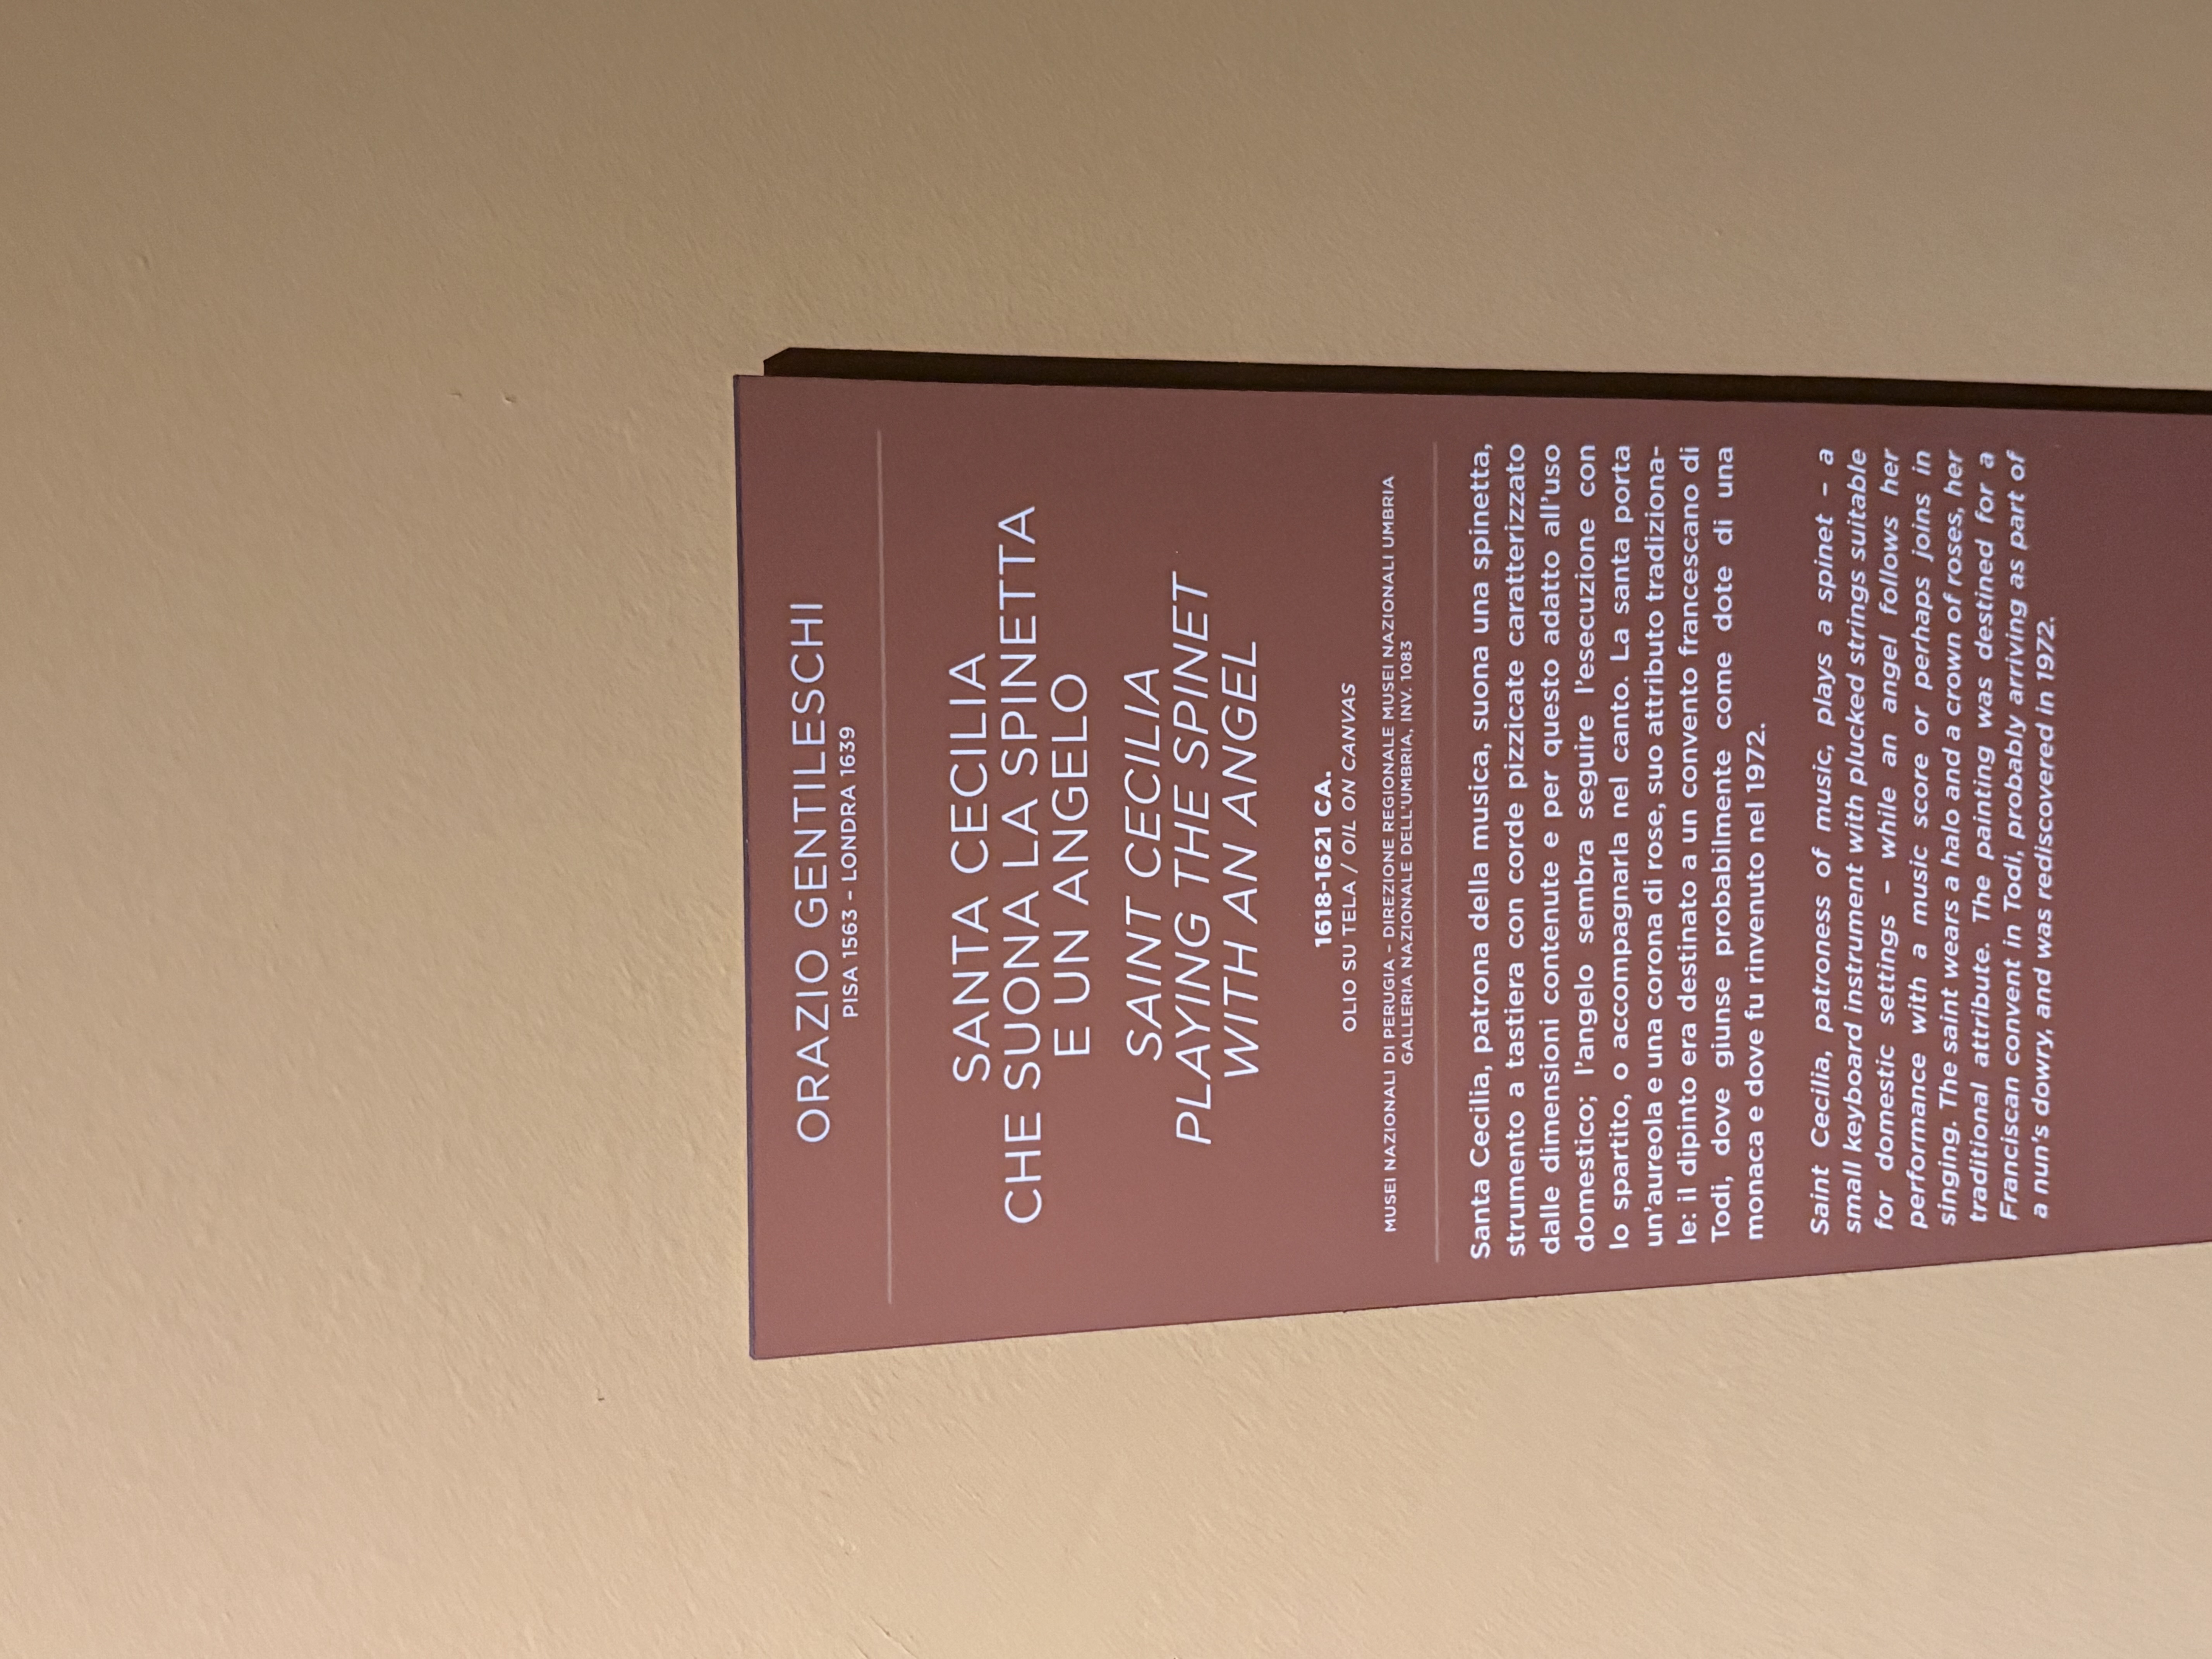 ORAZIO GENTILESCHI
PISA 1563 – LONDRA 1639
SANTA CECILIA
CHE SUONA LA SPINETTA
E UN ANGELO
SAINT CECILIA
PLAYING THE SPINET
WITH AN ANGEL
1618-1621 CA.
OLIO SU TELA / OIL ON CANVAS
MUSEI NAZIONALI DI PERUGIA – DIREZIONE REGIONALE MUSEI NAZIONALI UMBRIA
GALLERIA NAZIONALE DELL'UMBRIA, INV. 1083
Santa Cecilia, patrona della musica, suona una spinetta,
strumento a tastiera con corde pizzicate caratterizzato
dalle dimensioni contenute e per questo adatto all'uso
domestico; l'angelo sembra seguire l'esecuzione con
lo spartito, o accompagnarla nel canto. La santa porta
un'aureola e una corona di rose, suo attributo tradiziona-
le: il dipinto era destinato a un convento francescano di
Todi, dove giunse probabilmente come dote di una
monaca e dove fu rinvenuto nel 1972.
Saint Cecilia, patroness of music, plays a spinet – a
small keyboard instrument with plucked strings suitable
for domestic settings – while an angel follows her
performance with a music score or perhaps joins in
singing. The saint wears a halo and a crown of roses, her
traditional attribute. The painting was destined for a
Franciscan convent in Todi, probably arriving as part of
a nun's dowry, and was rediscovered in 1972.